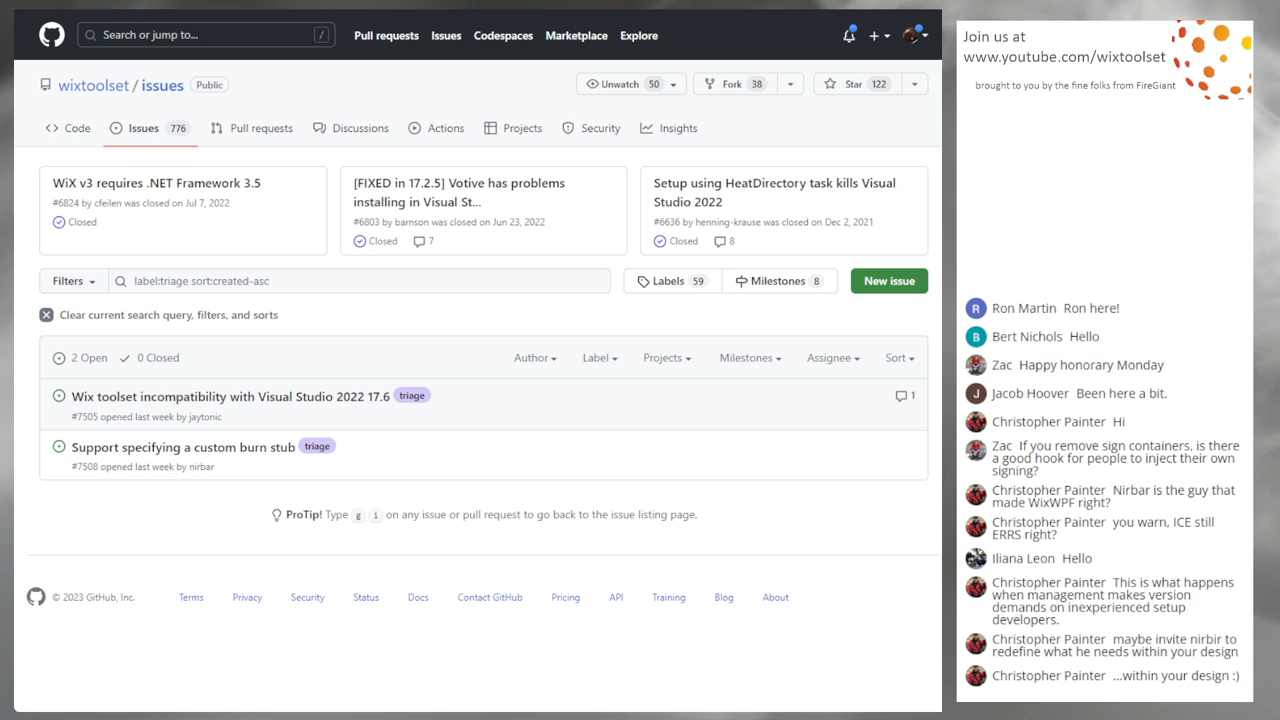 Search or jump to...
/
Pull requests
Issues
Codespaces
Marketplace
Explore
wixtoolset / issues
Public
Unwatch 50
Fork 38
Star 122
Code
Issues 776
Pull requests
Discussions
Actions
Projects
Security
Insights
WiX v3 requires .NET Framework 3.5
#6824 by cfeilen was closed on Jul 7, 2022
Closed
[FIXED in 17.2.5] Votive has problems
installing in Visual St...
#6803 by barnson was closed on Jun 23, 2022
Closed 7
Setup using HeatDirectory task kills Visual
Studio 2022
#6636 by henning-krause was closed on Dec 2, 2021
Closed 8
Filters
label:triage sort:created-asc
Labels 59
Milestones 8
New issue
Clear current search query, filters, and sorts
2 Open
0 Closed
Author
Label
Projects
Milestones
Assignee
Sort
Wix toolset incompatibility with Visual Studio 2022 17.6 triage
1
#7505 opened last week by jaytonic
Support specifying a custom burn stub triage
#7508 opened last week by nirbar
ProTip! Type g i on any issue or pull request to go back to the issue listing page.
© 2023 GitHub, Inc.
Terms
Privacy
Security
Status
Docs
Contact GitHub
Pricing
API
Training
Blog
About
Join us at
www.youtube.com/wixtoolset
brought to you by the fine folks from FireGiant
R Ron Martin Ron here!
B Bert Nichols Hello
Zac Happy honorary Monday
J Jacob Hoover Been here a bit.
Christopher Painter Hi
Zac If you remove sign containers, is there
a good hook for people to inject their own
signing?
Christopher Painter Nirbar is the guy that
made WixWPF right?
Christopher Painter you warn, ICE still
ERRS right?
Iliana Leon Hello
Christopher Painter This is what happens
when management makes version
demands on inexperienced setup
developers.
Christopher Painter maybe invite nirbir to
redefine what he needs within your design
Christopher Painter ...within your design :)